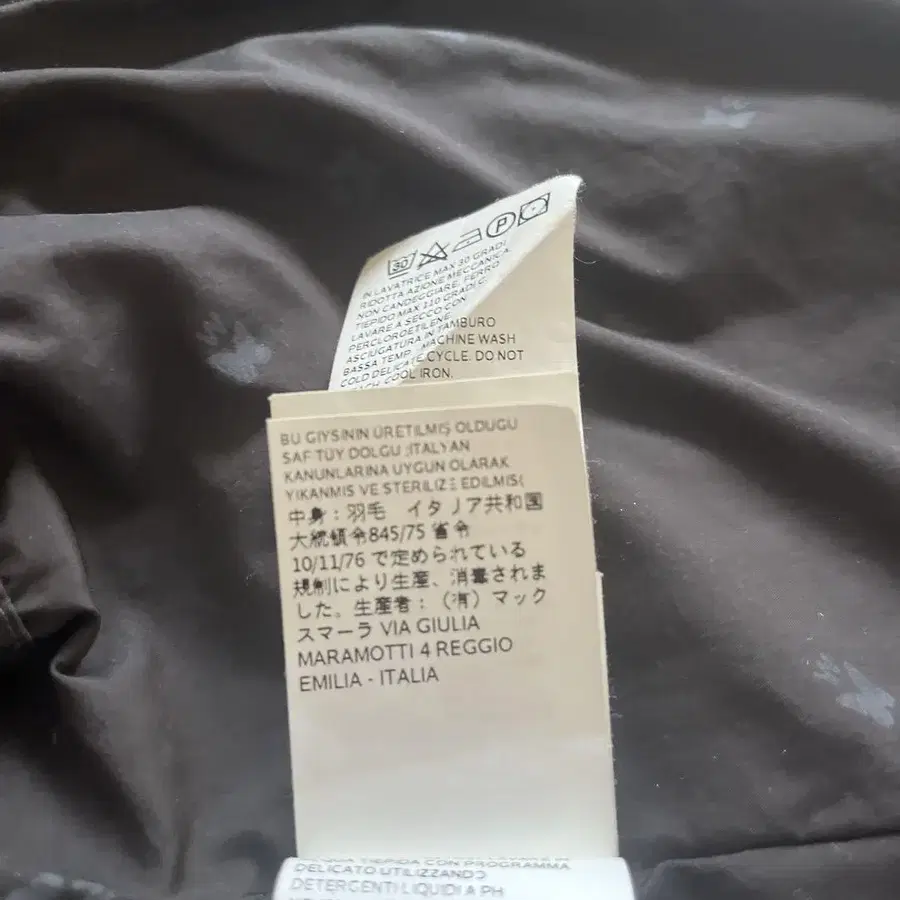 30
P
IN LAVATRICE MAX 30 GRADI
RIDOTTA AZIONE MECCANICA.
NON CANDEGGIARE. FERRO
TIEPIDO MAX 110 GRADI C.
LAVARE A SECCO CON
PERCLOROETILENE.
ASCIUGATURA IN TAMBURO
BASSA TEMP. MACHINE WASH
COLD DELICATE CYCLE. DO NOT
COOL IRON.
BU GIYSININ ÜRETILMIŞ OLDUGU
SAF TÜY DOLGU ITALYAN
KANUNLARINA UYGUN OLARAK
YIKANMIS VE STERILIZE EDILMIS(
中身：羽毛 イタリア共和国
大統領令845/75 省令
10/11/76 で定められている
規制により生産、消毒されま
した。生産者：（有）マック
スマーラ VIA GIULIA
MARAMOTTI 4 REGGIO
EMILIA - ITALIA
TIEPIDA CON PROGRAMMA
DELICATO UTILIZZANDO
DETERGENTI LIQUIDI A PH